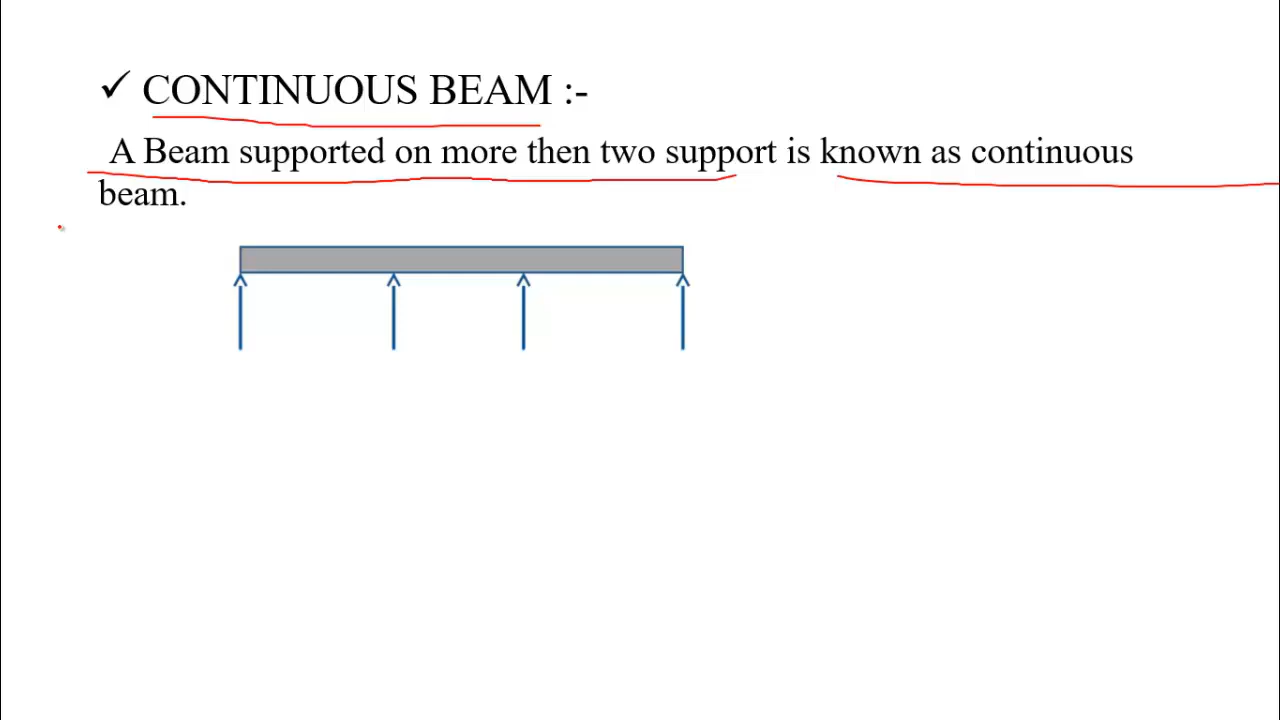 ✓ CONTINUOUS BEAM :-
A Beam supported on more then two support is known as continuous
beam.